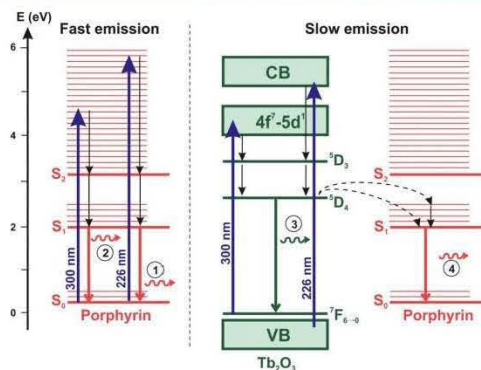 E (eV)
Fast emission
Slow emission
6
4
2
0
S₂
S₁
S₀
300 nm
226 nm
2
1
Porphyrin
CB
4f⁷-5d¹
⁵D₃
⁵D₄
3
300 nm
226 nm
⁷F₆→₀
VB
Tb₂O₃
S₂
S₁
S₀
4
Porphyrin